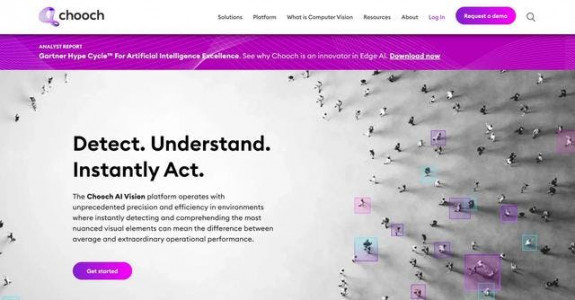 chooch
Solutions Platform What is Computer Vision Resources About Log In Request a demo
ANALYST REPORT
Gartner Hype Cycle™ For Artificial Intelligence Excellence. See why Chooch is an innovator in Edge AI. Download now
Detect. Understand.
Instantly Act.
The Chooch AI Vision platform operates with
unprecedented precision and efficiency in environments
where instantly detecting and comprehending the most
nuanced visual elements can mean the difference between
average and extraordinary operational performance.
Get started